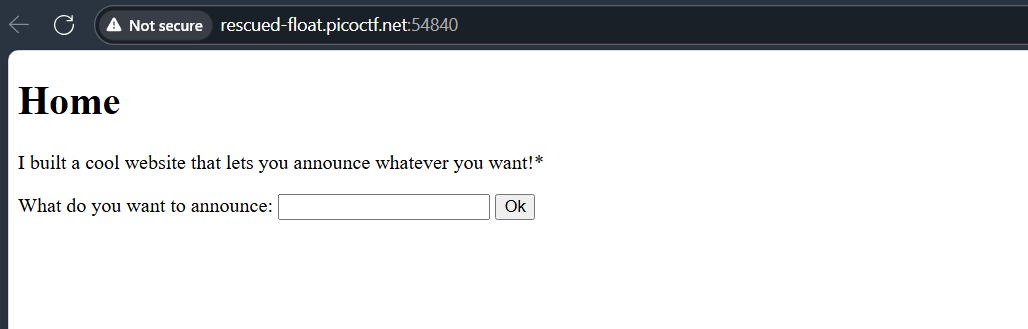 Not secure rescued-float.picoctf.net:54840
Home
I built a cool website that lets you announce whatever you want!*
What do you want to announce: Ok